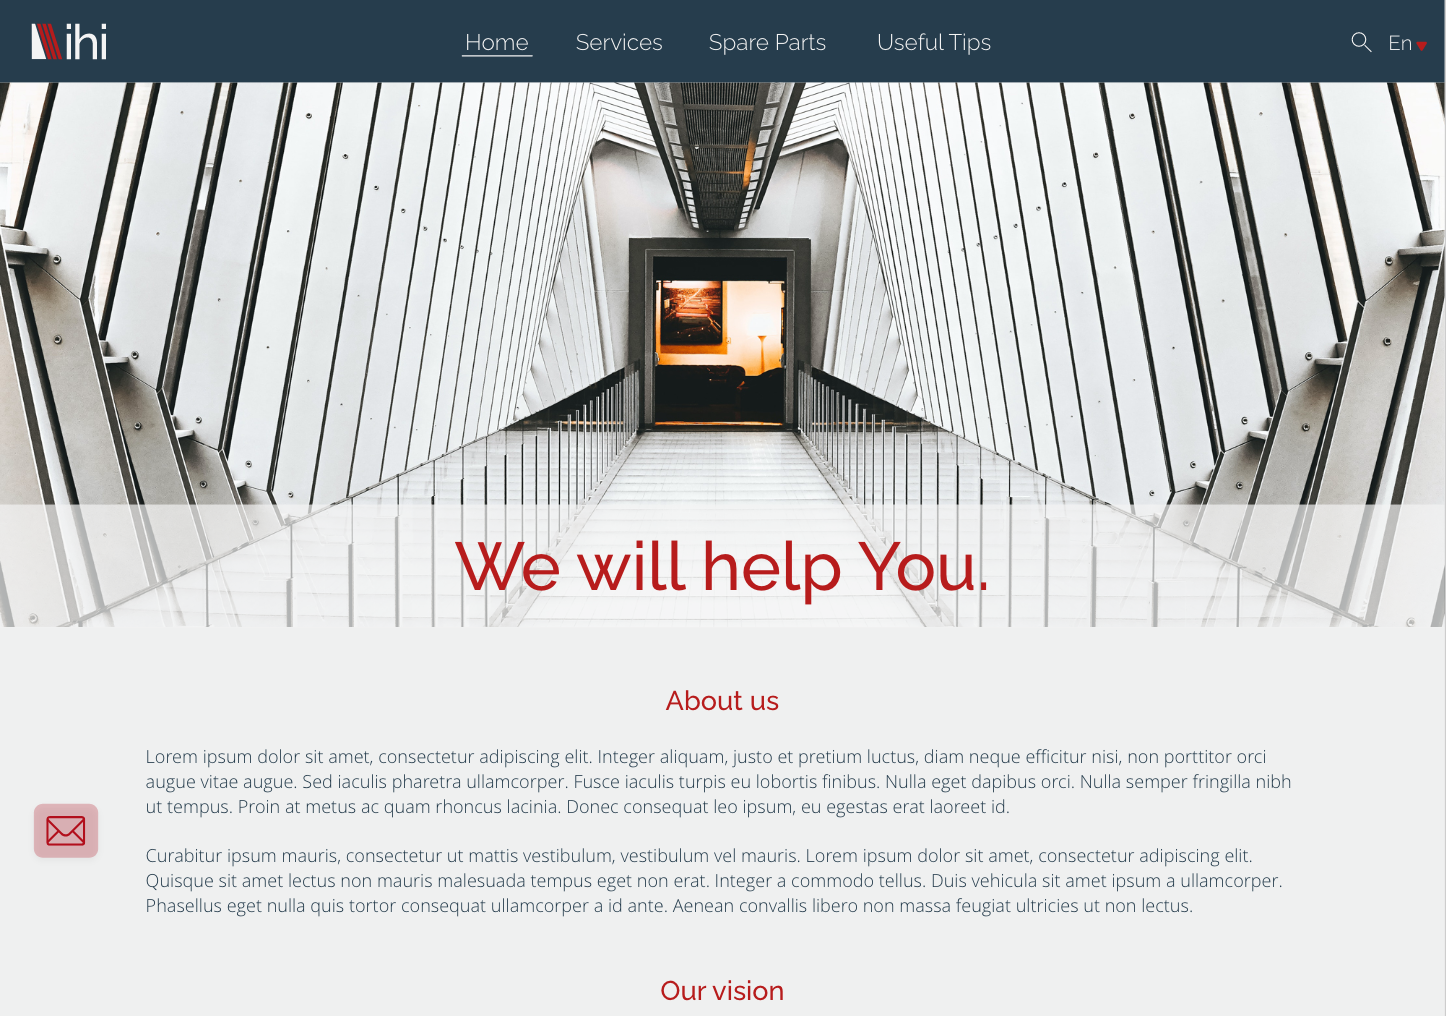 ihi
Home
Services
Spare Parts
Useful Tips
En
We will help You.
About us
Lorem ipsum dolor sit amet, consectetur adipiscing elit. Integer aliquam, justo et pretium luctus, diam neque efficitur nisi, non porttitor orci
augue vitae augue. Sed iaculis pharetra ullamcorper. Fusce iaculis turpis eu lobortis finibus. Nulla eget dapibus orci. Nulla semper fringilla nibh
ut tempus. Proin at metus ac quam rhoncus lacinia. Donec consequat leo ipsum, eu egestas erat laoreet id.
Curabitur ipsum mauris, consectetur ut mattis vestibulum, vestibulum vel mauris. Lorem ipsum dolor sit amet, consectetur adipiscing elit.
Quisque sit amet lectus non mauris malesuada tempus eget non erat. Integer a commodo tellus. Duis vehicula sit amet ipsum a ullamcorper.
Phasellus eget nulla quis tortor consequat ullamcorper a id ante. Aenean convallis libero non massa feugiat ultricies ut non lectus.
Our vision